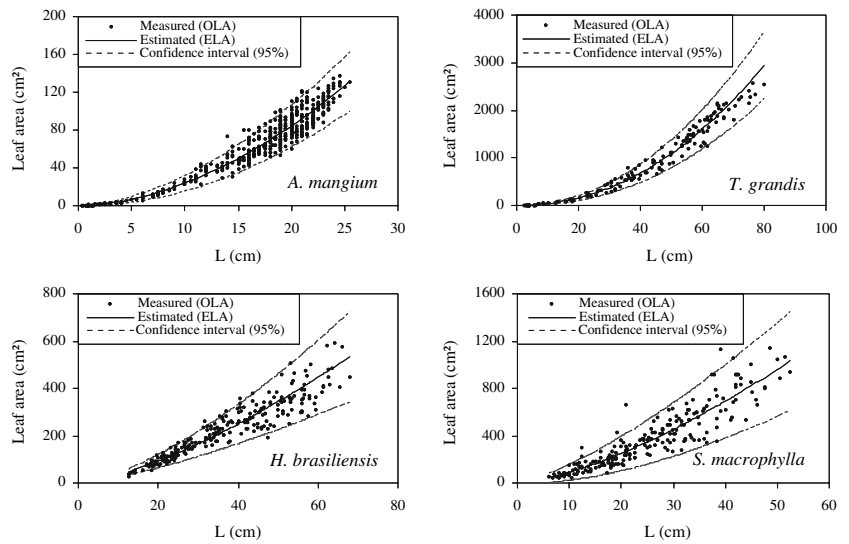 200
160
120
80
40
0
Leaf area (cm²)
Measured (OLA)
Estimated (ELA)
Confidence interval (95%)
A. mangium
0 5 10 15 20 25 30
L (cm)
4000
3000
2000
1000
0
Leaf area (cm²)
Measured (OLA)
Estimated (ELA)
Confidence interval (95%)
T. grandis
0 20 40 60 80 100
L (cm)
800
600
400
200
0
Leaf area (cm²)
Measured (OLA)
Estimated (ELA)
Confidence interval (95%)
H. brasiliensis
0 20 40 60 80
L (cm)
1600
1200
800
400
0
Leaf area (cm²)
Measured (OLA)
Estimated (ELA)
Confidence interval (95%)
S. macrophylla
0 10 20 30 40 50 60
L (cm)